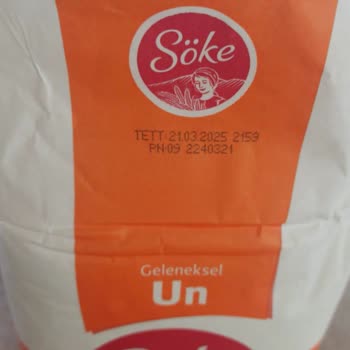 Söke
TETT 21.03.2025 2159
PN:09 2240321
Geleneksel
Un